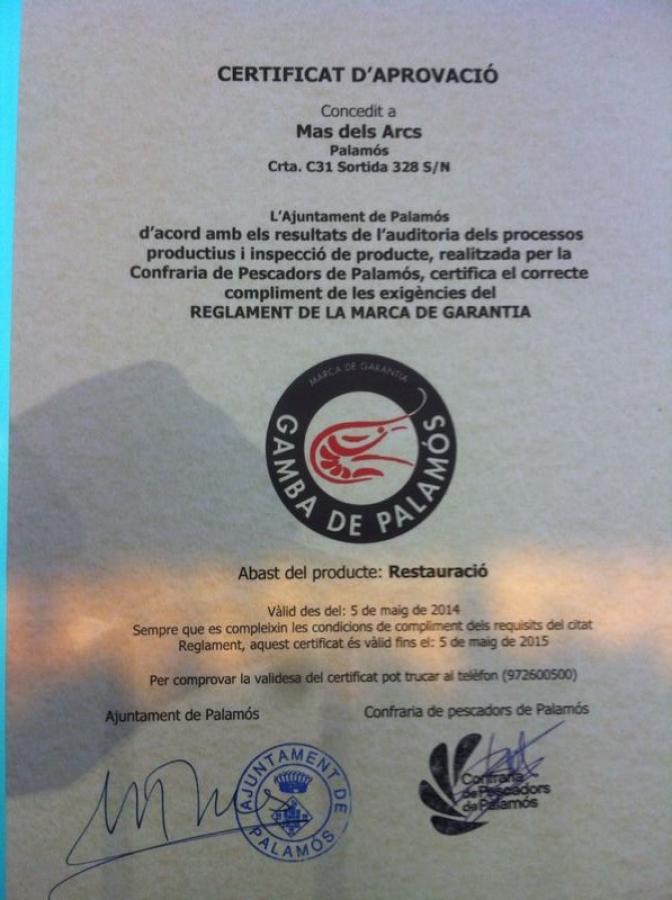 CERTIFICAT D'APROVACIÓ
Concedit a
Mas dels Arcs
Palamós
Crta. C31 Sortida 328 S/N
L'Ajuntament de Palamós
d'acord amb els resultats de l'auditoria dels processos
productius i inspecció de producte, realitzada per la
Confraria de Pescadors de Palamós, certifica el correcte
compliment de les exigències del
REGLAMENT DE LA MARCA DE GARANTIA
MARCA DE GARANTIA
GAMBA DE PALAMÓS
Abast del producte: Restauració
Vàlid des del: 5 de maig de 2014
Sempre que es compleixin les condicions de compliment dels requisits del citat
Reglament, aquest certificat és vàlid fins el: 5 de maig de 2015
Per comprovar la validesa del certificat pot trucar al telèfon (972600500)
Ajuntament de Palamós
Confraria de pescadors de Palamós
AJUNTAMENT DE
PALAMÓS
Confraria
de Pescadors
de Palamós